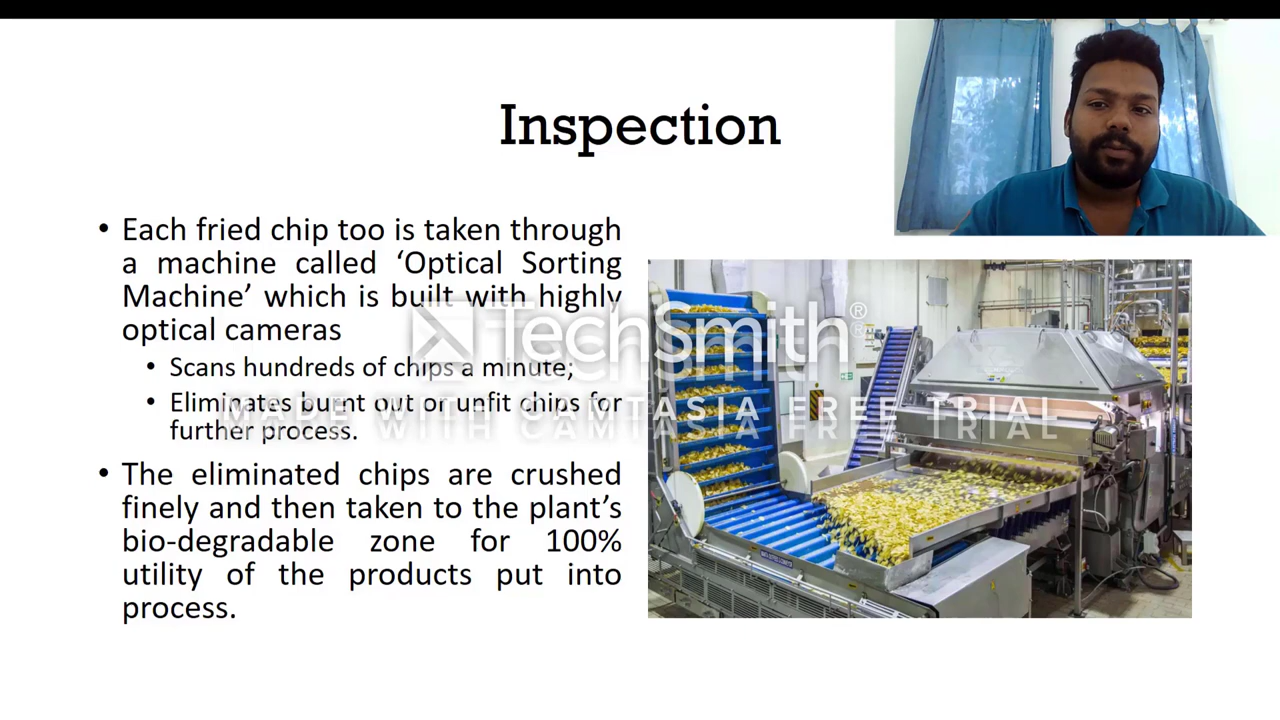 Inspection
• Each fried chip too is taken through
a machine called ‘Optical Sorting
Machine’ which is built with highly
optical cameras
• Scans hundreds of chips a minute;
• Eliminates burnt out or unfit chips for
further process.
• The eliminated chips are crushed
finely and then taken to the plant’s
bio-degradable zone for 100%
utility of the products put into
process.
TechSmith®
MADE WITH CAMTASIA FREE TRIAL